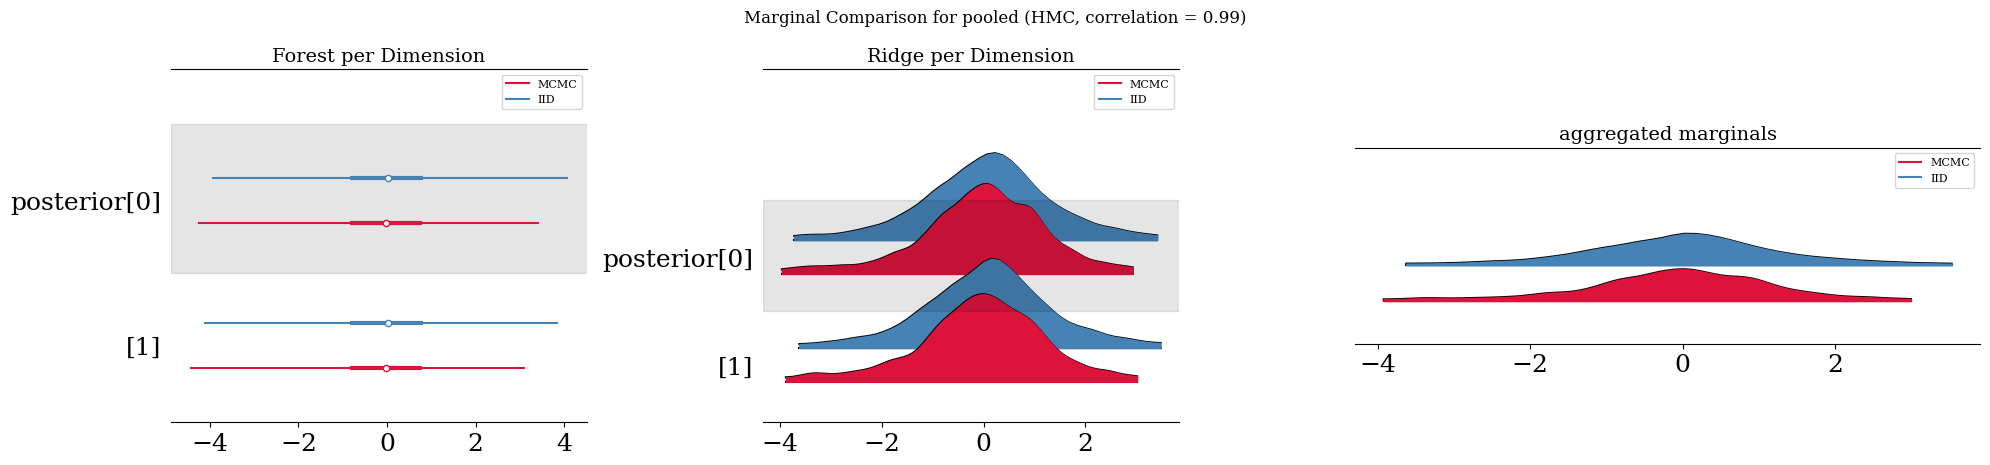 Marginal Comparison for pooled (HMC, correlation = 0.99)
Forest per Dimension
MCMC
IID
posterior[0]
[1]
−4 −2 0 2 4
Ridge per Dimension
MCMC
IID
posterior[0]
[1]
−4 −2 0 2
aggregated marginals
MCMC
IID
−4 −2 0 2